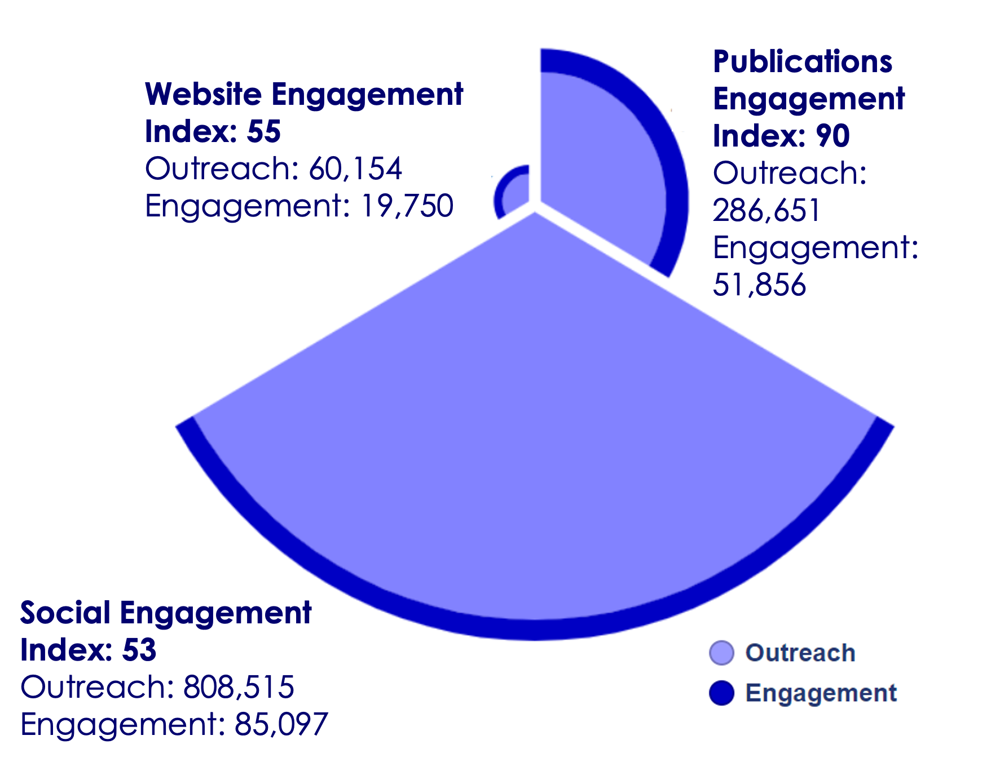 Website Engagement
Index: 55
Outreach: 60,154
Engagement: 19,750
Publications
Engagement
Index: 90
Outreach:
286,651
Engagement:
51,856
Social Engagement
Index: 53
Outreach: 808,515
Engagement: 85,097
Outreach
Engagement